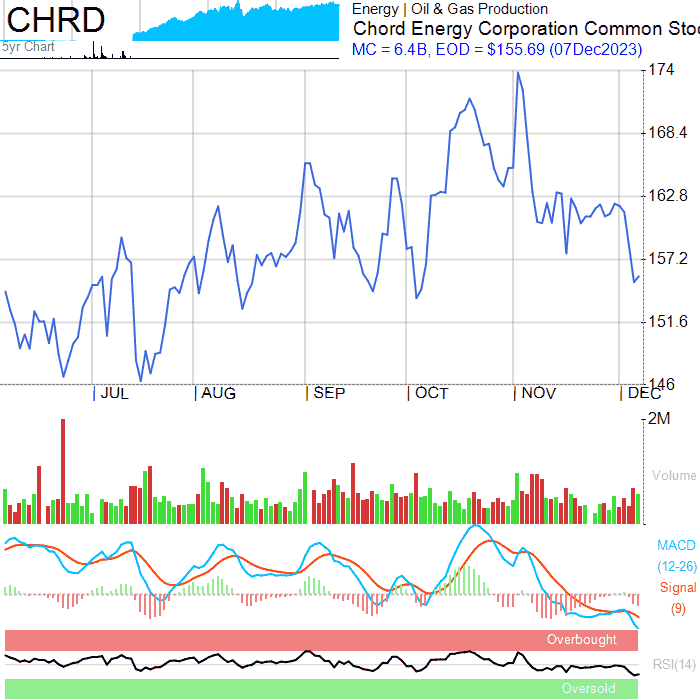 CHRD
5yr Chart
Energy | Oil & Gas Production
Chord Energy Corporation Common Stoc
MC = 6.4B, EOD = $155.69 (07Dec2023)
174
168.4
162.8
157.2
151.6
146
JUL AUG SEP OCT NOV DEC
2M
Volume
MACD
(12-26)
Signal
(9)
Overbought
RSI(14)
Oversold